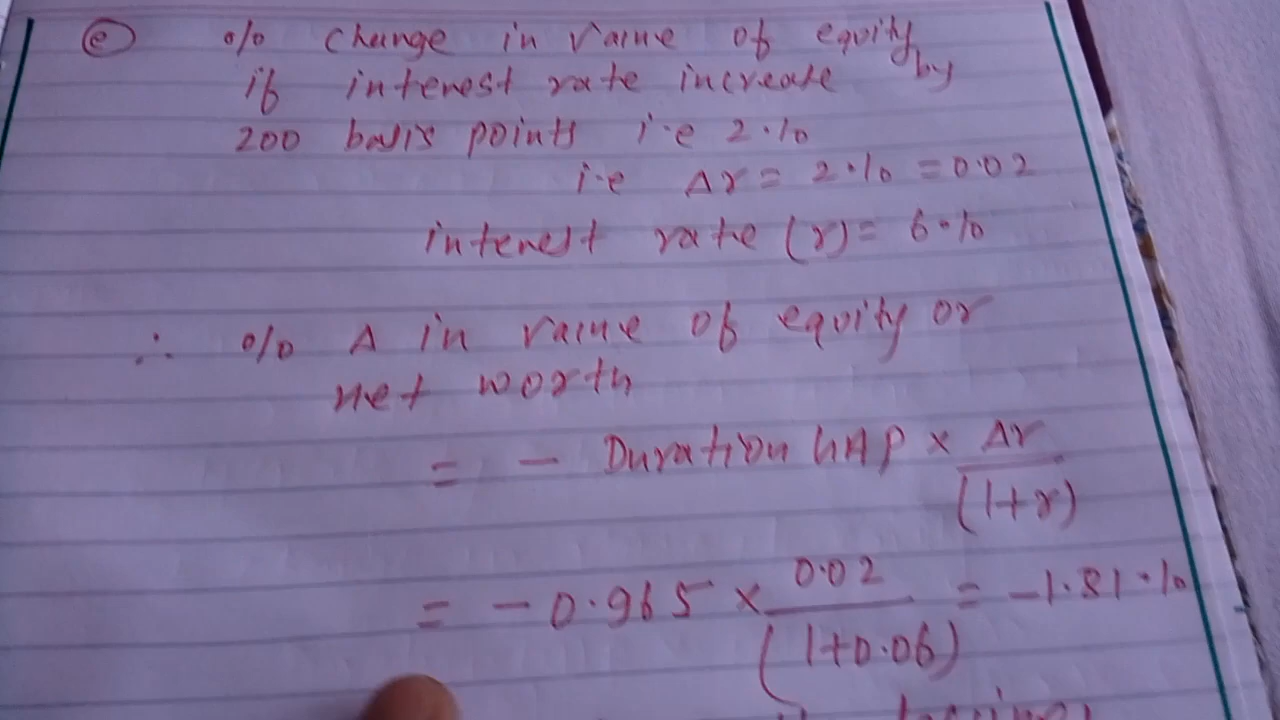 ⓔ % change in value of equity
if interest rate increase by
200 basis points i.e 2%
i.e Δr = 2% = 0.02
interest rate (r) = 6%
∴ % Δ in value of equity or
net worth
= - Duration GAP × Δr/(1+r)
= - 0.965 × 0.02/(1+0.06) = -1.81%